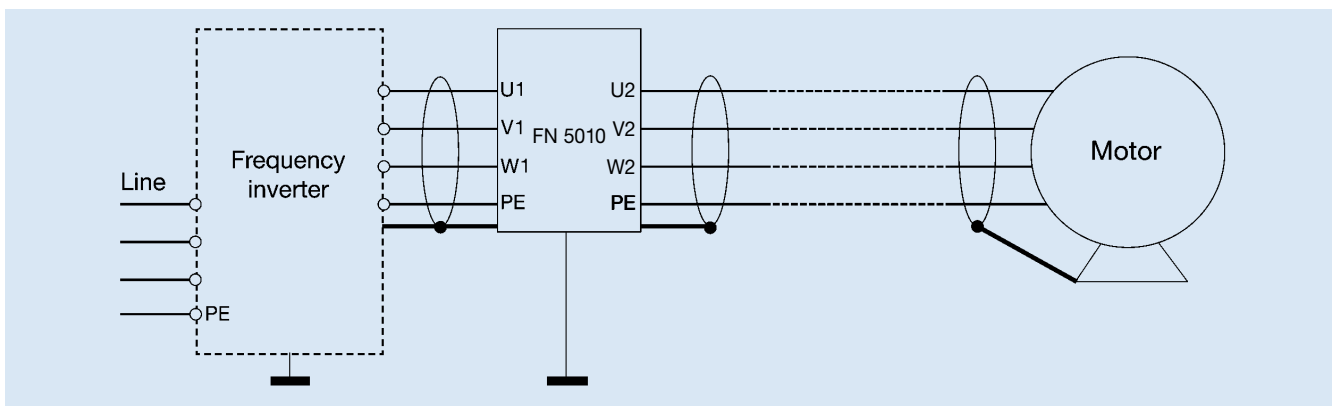 Line
PE
Frequency
inverter
U1
V1
W1
PE
FN 5010
U2
V2
W2
PE
Motor